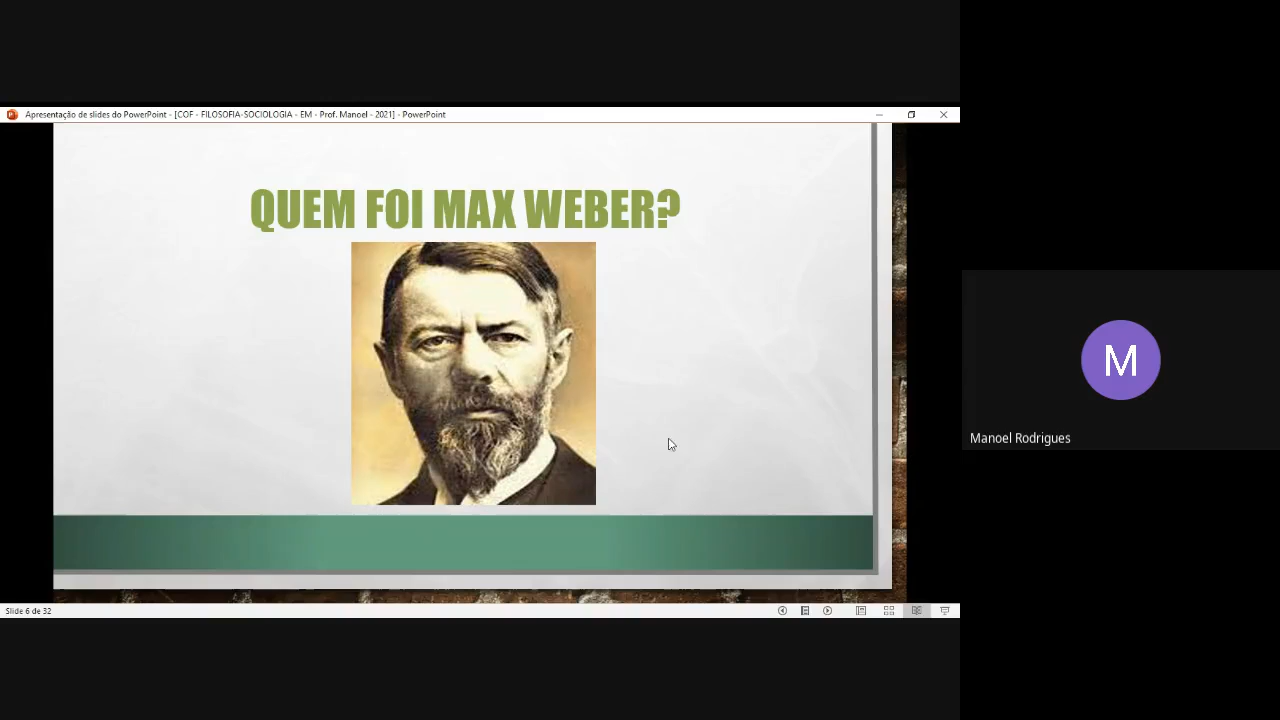 Apresentação de slides do PowerPoint - [COF - FILOSOFIA-SOCIOLOGIA - EM - Prof. Manoel - 2021] - PowerPoint
QUEM FOI MAX WEBER?
M
Manoel Rodrigues
Slide 6 de 32